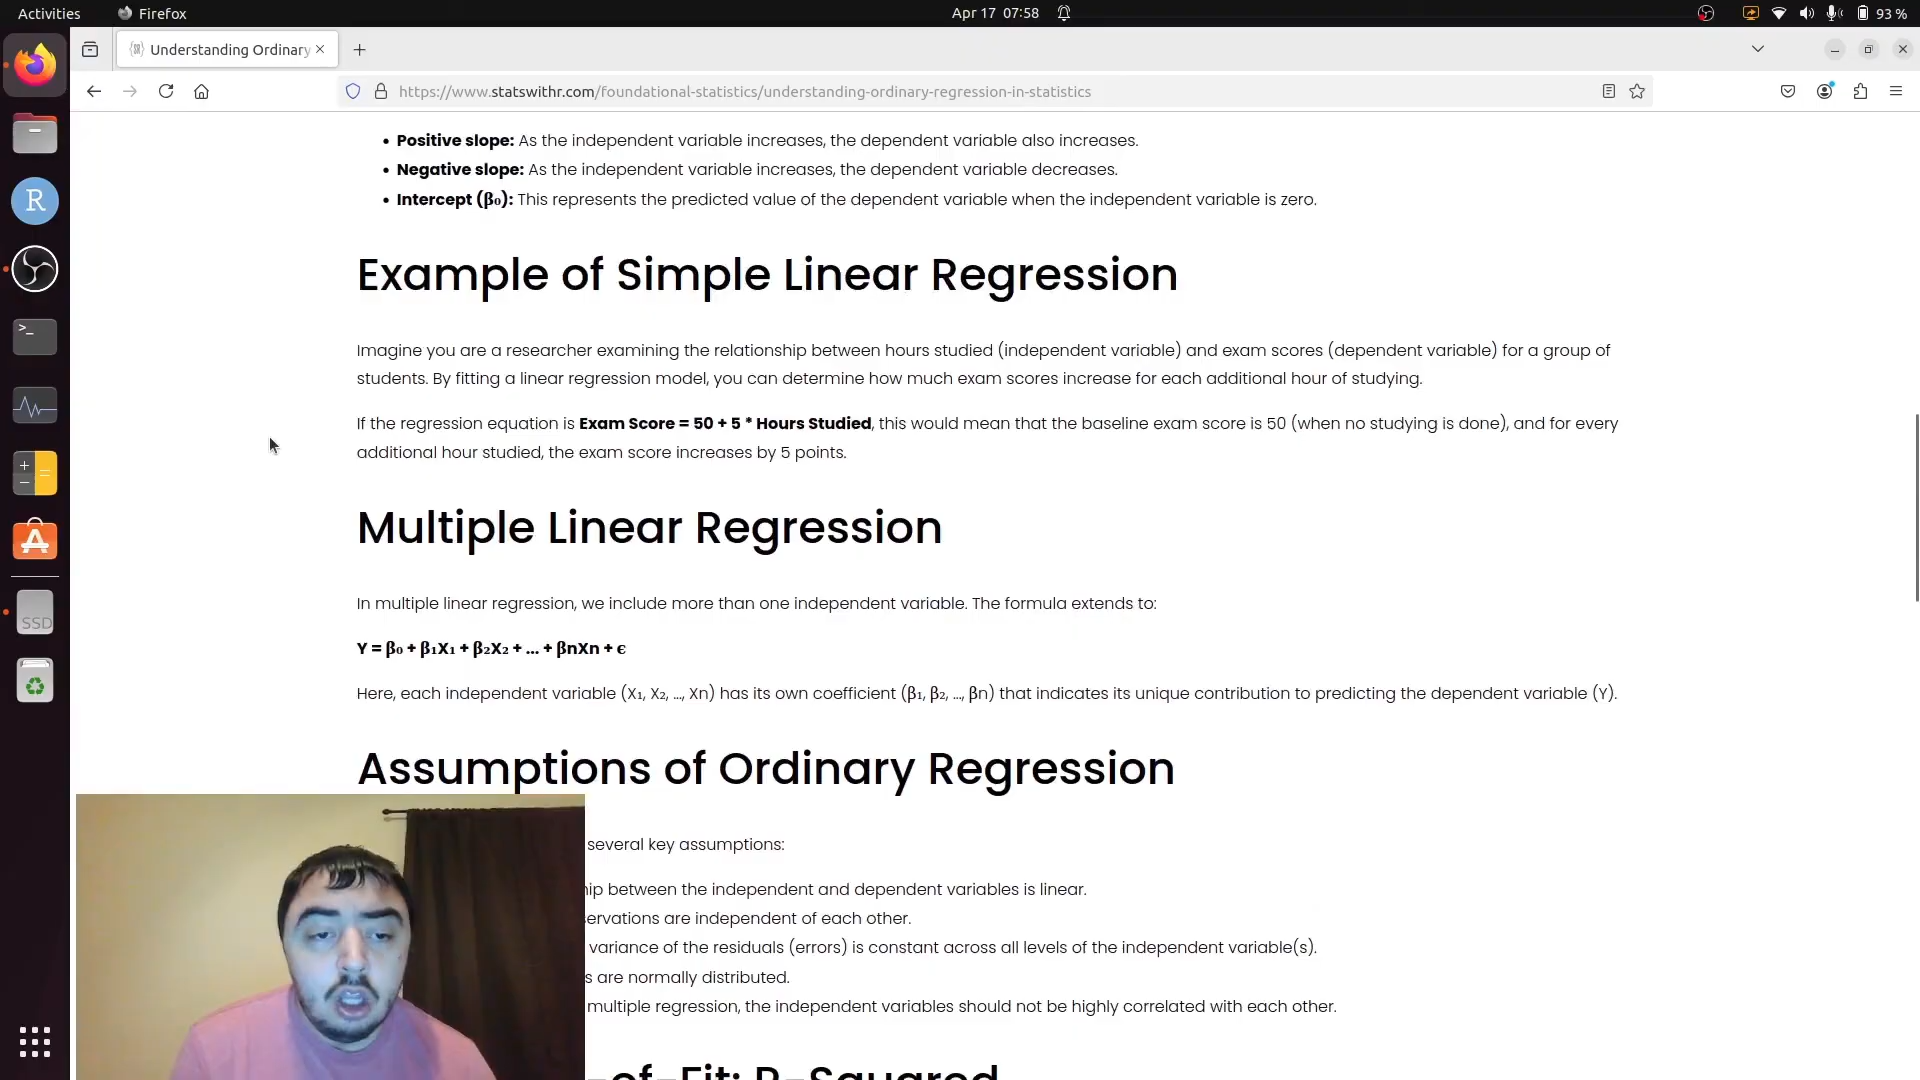 Activities
Firefox
Apr 17 07:58
93 %
Understanding Ordinary
https://www.statswithr.com/foundational-statistics/understanding-ordinary-regression-in-statistics
• Positive slope: As the independent variable increases, the dependent variable also increases.
• Negative slope: As the independent variable increases, the dependent variable decreases.
• Intercept (β₀): This represents the predicted value of the dependent variable when the independent variable is zero.
Example of Simple Linear Regression
Imagine you are a researcher examining the relationship between hours studied (independent variable) and exam scores (dependent variable) for a group of
students. By fitting a linear regression model, you can determine how much exam scores increase for each additional hour of studying.
If the regression equation is Exam Score = 50 + 5 * Hours Studied, this would mean that the baseline exam score is 50 (when no studying is done), and for every
additional hour studied, the exam score increases by 5 points.
Multiple Linear Regression
In multiple linear regression, we include more than one independent variable. The formula extends to:
Y = β₀ + β₁X₁ + β₂X₂ + ... + βnXn + ϵ
Here, each independent variable (X₁, X₂, ..., Xn) has its own coefficient (β₁, β₂, ..., βn) that indicates its unique contribution to predicting the dependent variable (Y).
Assumptions of Ordinary Regression
several key assumptions:
between the independent and dependent variables is linear.
are independent of each other.
variance of the residuals (errors) is constant across all levels of the independent variable(s).
are normally distributed.
multiple regression, the independent variables should not be highly correlated with each other.
-of-Fit: R-Squared
R
>_
SSD